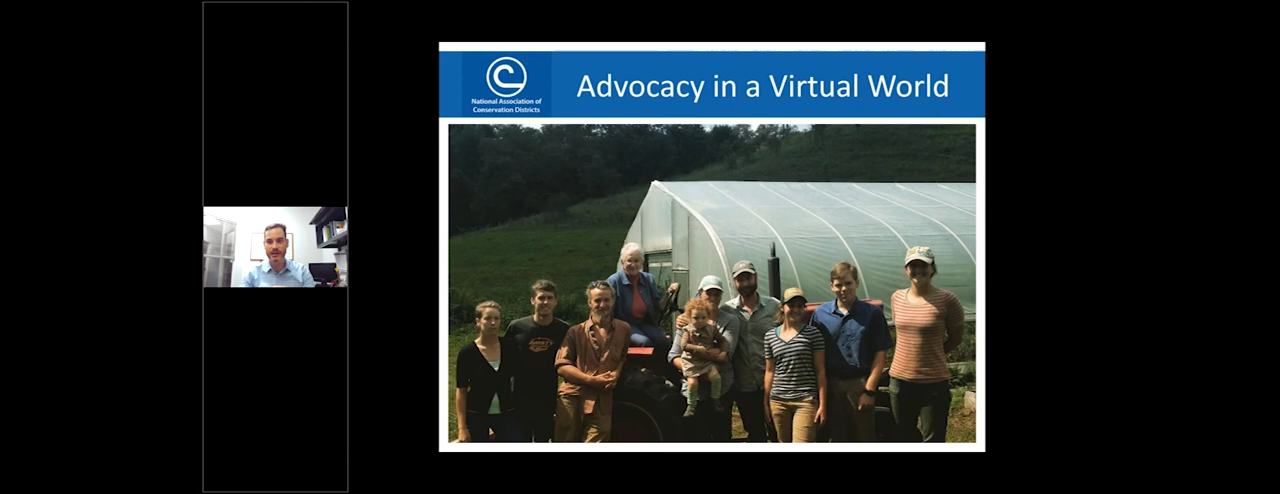 Advocacy in a Virtual World
National Association of
Conservation Districts